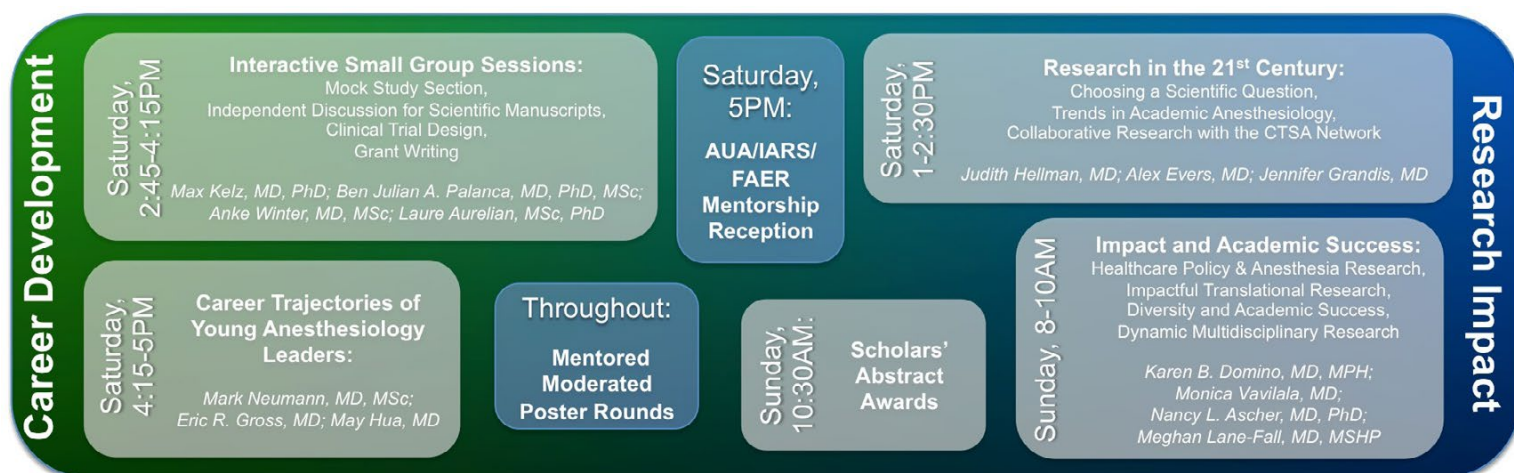 Career Development
Saturday,
2:45-4:15PM
Interactive Small Group Sessions:
Mock Study Section,
Independent Discussion for Scientific Manuscripts,
Clinical Trial Design,
Grant Writing
Max Kelz, MD, PhD; Ben Julian A. Palanca, MD, PhD, MSc;
Anke Winter, MD, MSc; Laure Aurelian, MSc, PhD
Saturday,
4:15-5PM
Career Trajectories of
Young Anesthesiology
Leaders:
Mark Neumann, MD, MSc;
Eric R. Gross, MD; May Hua, MD
Saturday,
5PM:
AUA/IARS/
FAER
Mentorship
Reception
Throughout:
Mentored
Moderated
Poster Rounds
Sunday,
10:30AM:
Scholars’
Abstract
Awards
Saturday,
1-2:30PM
Research in the 21st Century:
Choosing a Scientific Question,
Trends in Academic Anesthesiology,
Collaborative Research with the CTSA Network
Judith Hellman, MD; Alex Evers, MD; Jennifer Grandis, MD
Sunday, 8-10AM
Impact and Academic Success:
Healthcare Policy & Anesthesia Research,
Impactful Translational Research,
Diversity and Academic Success,
Dynamic Multidisciplinary Research
Karen B. Domino, MD, MPH;
Monica Vavilala, MD;
Nancy L. Ascher, MD, PhD;
Meghan Lane-Fall, MD, MSHP
Research Impact